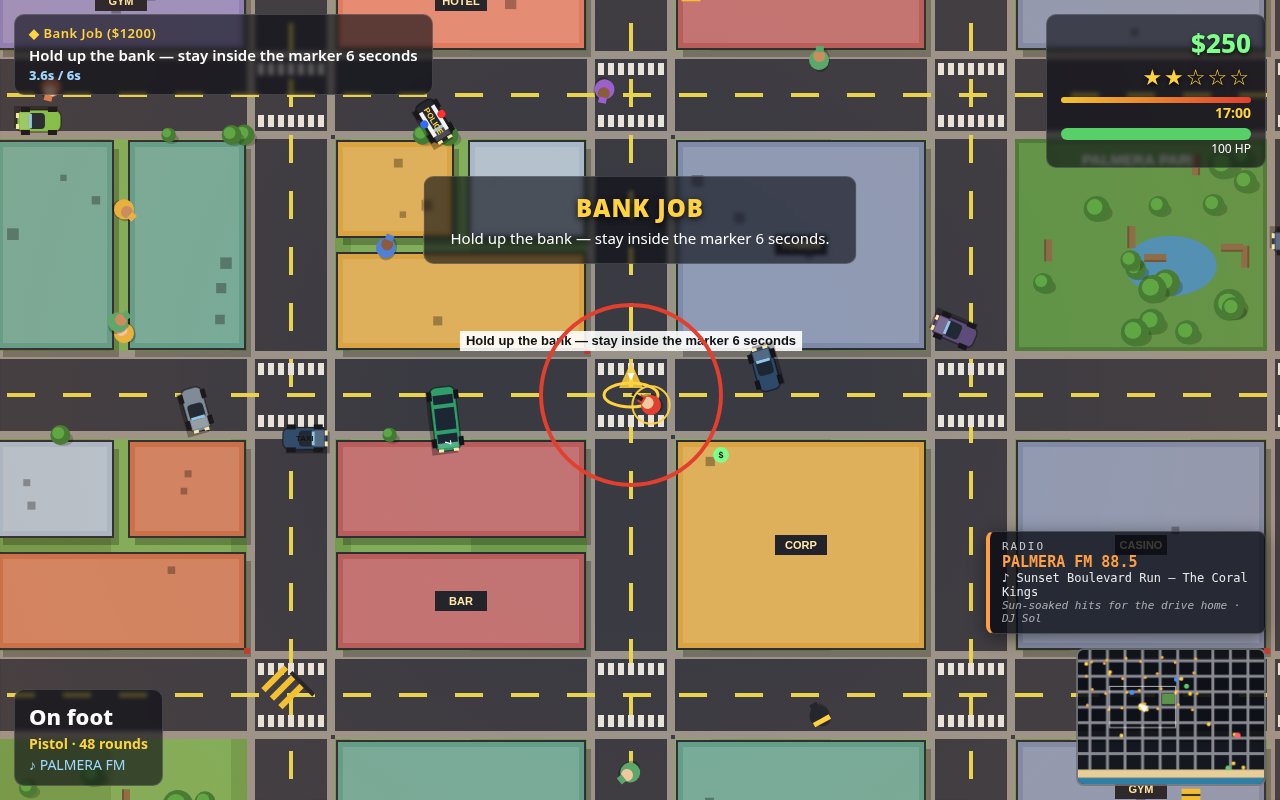 GYM
HOTEL
◆ Bank Job ($1200)
Hold up the bank — stay inside the marker 6 seconds
3.6s / 6s
$250
★★☆☆☆
17:00
100 HP
PALMERA PARK
POLICE
BANK JOB
Hold up the bank — stay inside the marker 6 seconds.
Hold up the bank — stay inside the marker 6 seconds
TAXI
$
CORP
CASINO
BAR
RADIO
PALMERA FM 88.5
♪ Sunset Boulevard Run — The Coral
Kings
Sun-soaked hits for the drive home ·
DJ Sol
On foot
Pistol · 48 rounds
♪ PALMERA FM
GYM